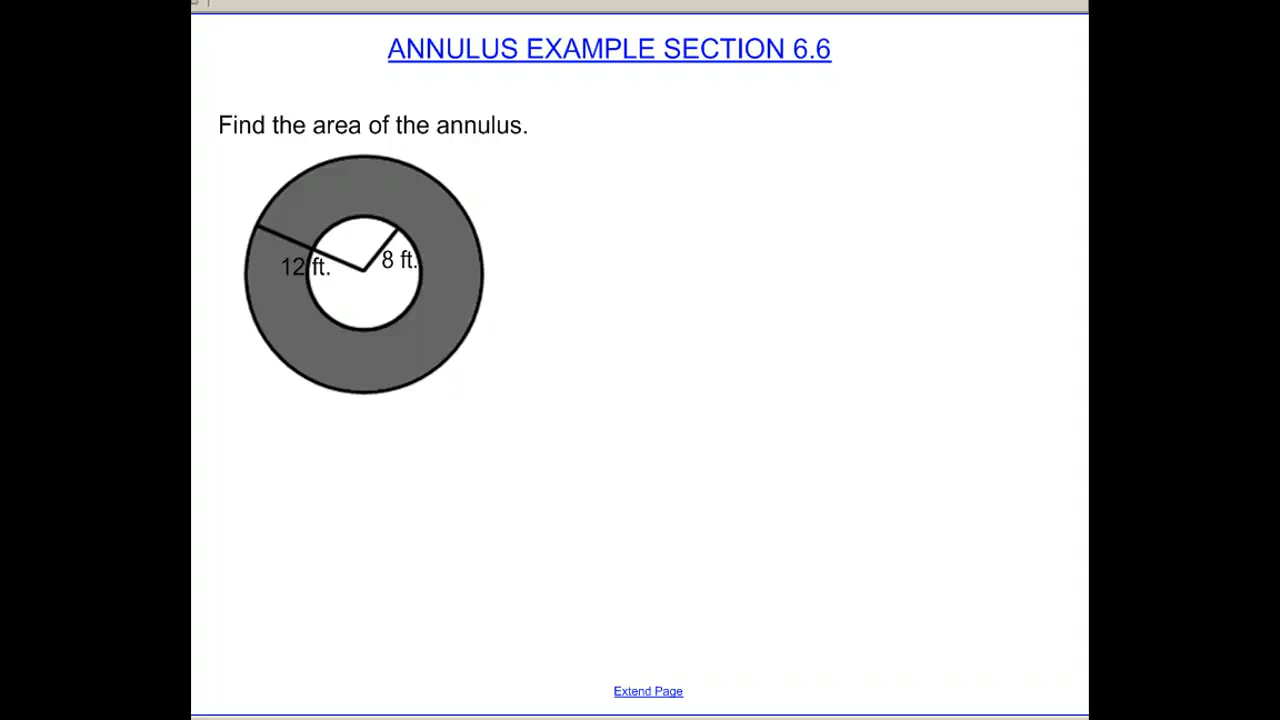 ANNULUS EXAMPLE SECTION 6.6
Find the area of the annulus.
12 ft.
8 ft.
Extend Page